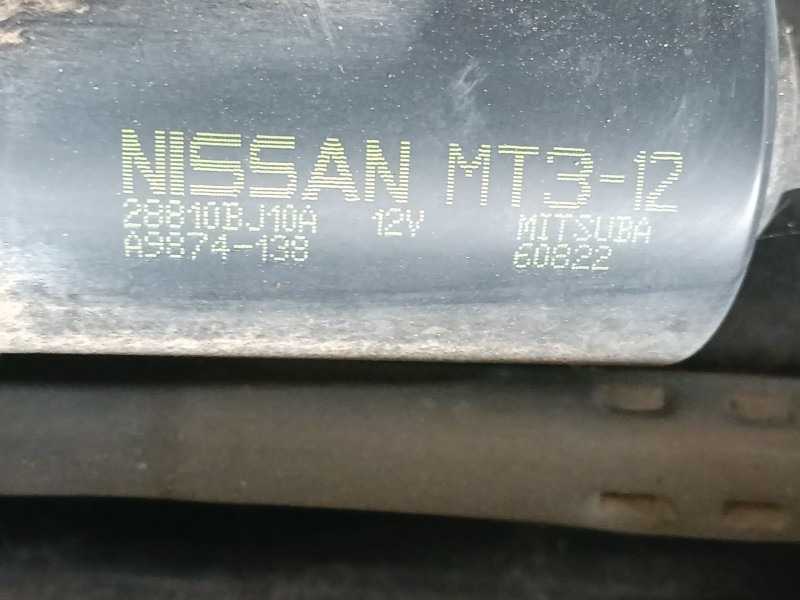 NISSAN MT3-12
28810BJ10A 12V MITSUBA
A9874-138 60822